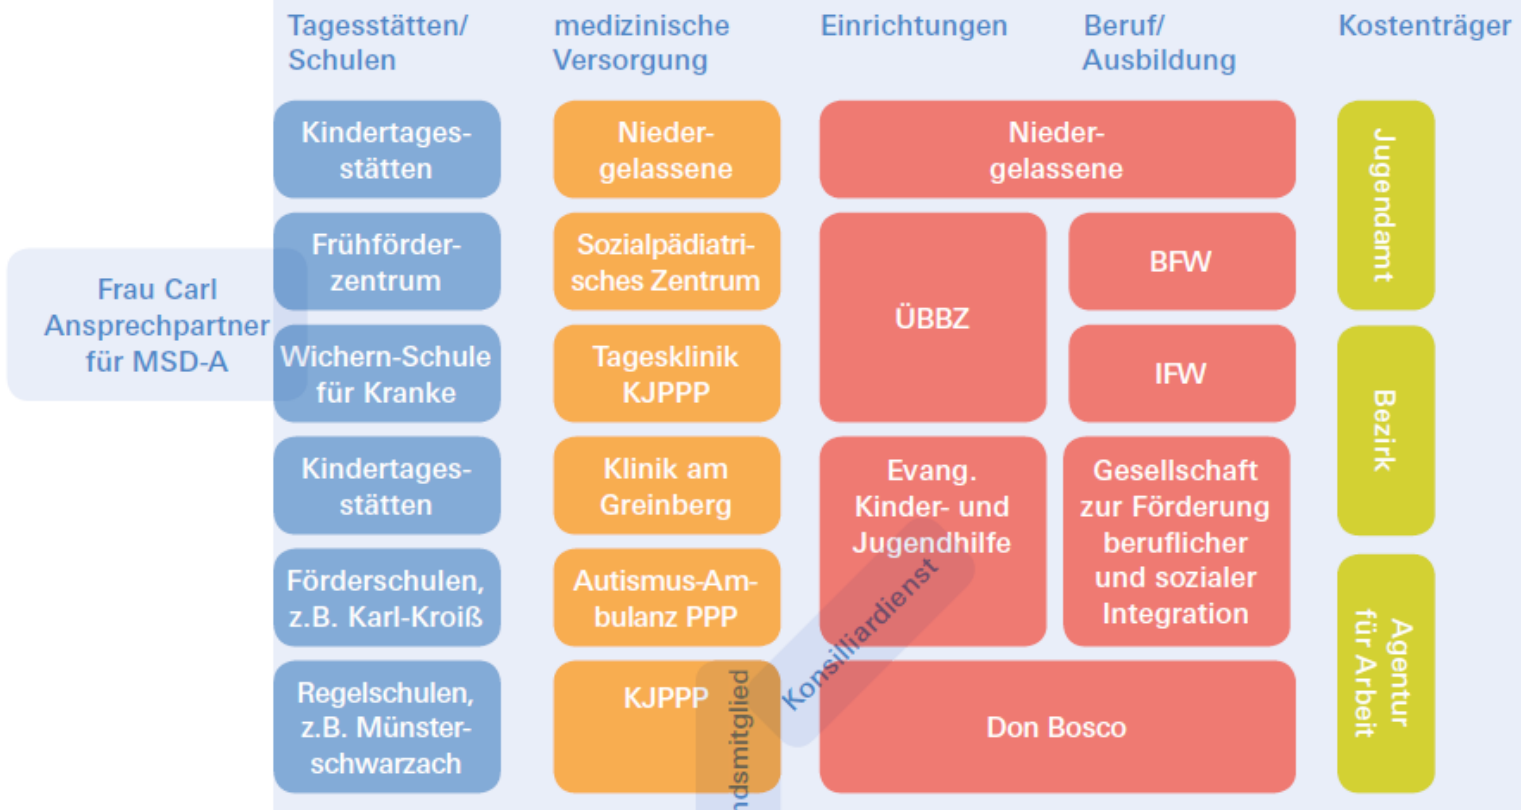 Tagesstätten/
Schulen
medizinische
Versorgung
Einrichtungen
Beruf/
Ausbildung
Kostenträger
Kindertages-
stätten
Nieder-
gelassene
Nieder-
gelassene
Jugendamt
Frühförder-
zentrum
Sozialpädiatri-
sches Zentrum
ÜBBZ
BFW
Frau Carl
Ansprechpartner
für MSD-A
Wichern-Schule
für Kranke
Tagesklinik
KJPPP
IFW
Bezirk
Kindertages-
stätten
Klinik am
Greinberg
Evang.
Kinder- und
Jugendhilfe
Gesellschaft
zur Förderung
beruflicher
und sozialer
Integration
Förderschulen,
z.B. Karl-Kroiß
Autismus-Am-
bulanz PPP
Konsilliardienst
Agentur
für Arbeit
Regelschulen,
z.B. Münster-
schwarzach
KJPPP
ndsmitglied
Don Bosco